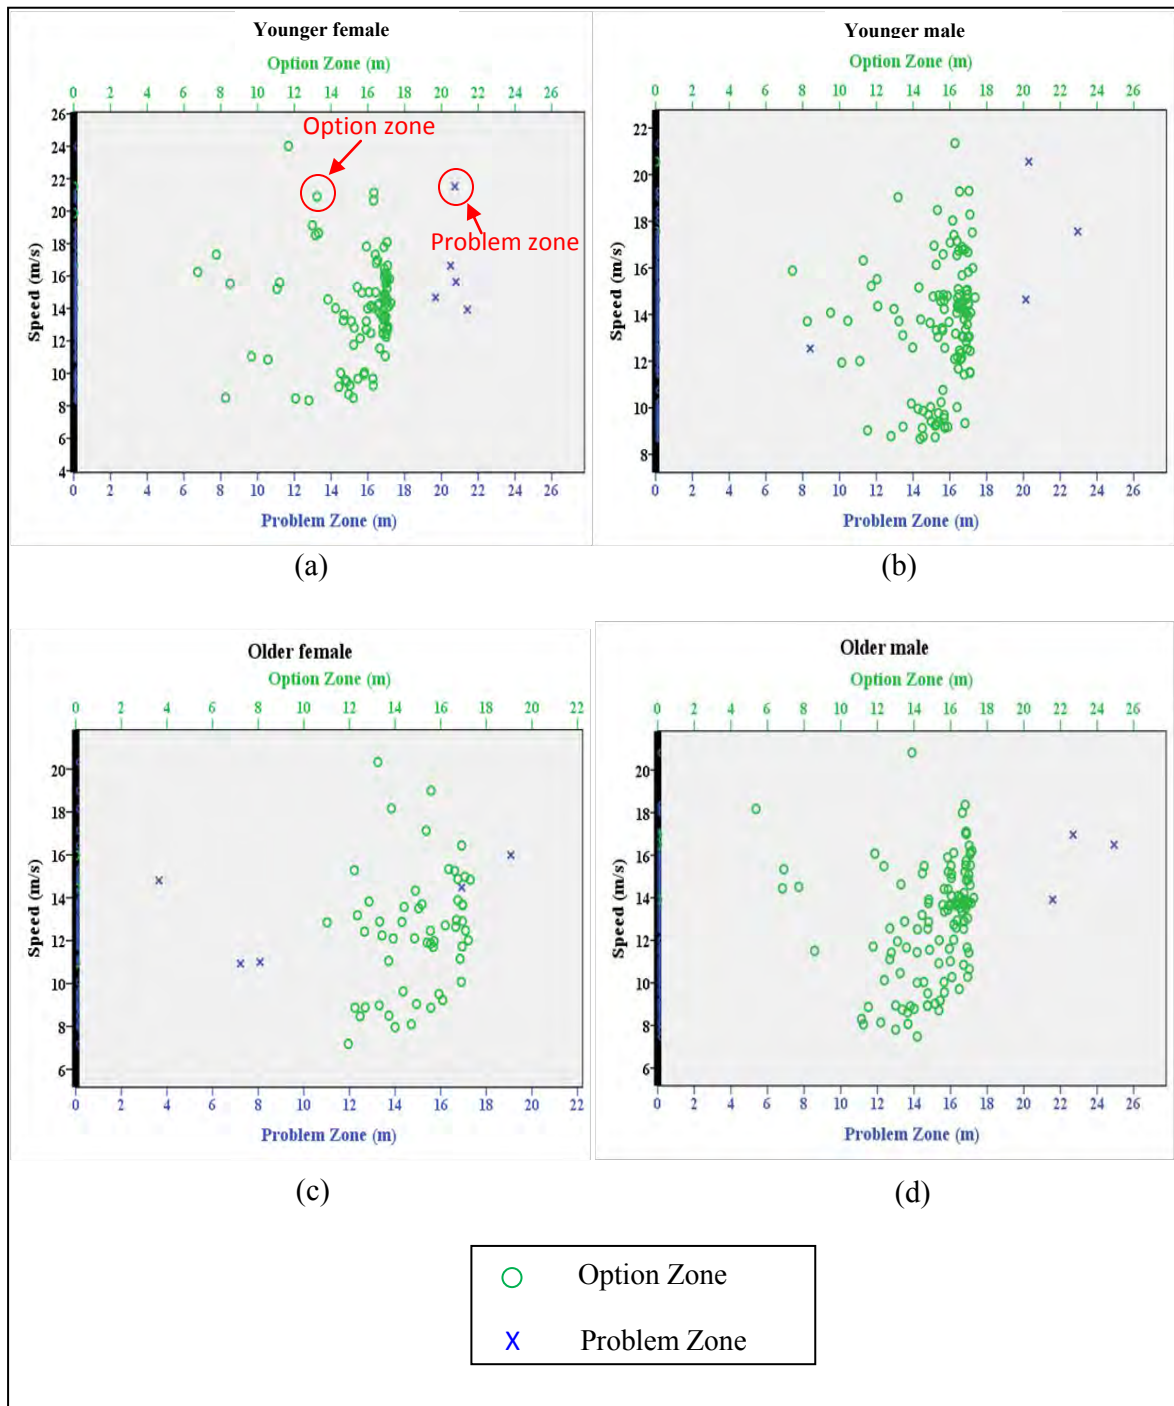 Younger female
Option Zone (m)
0 2 4 6 8 10 12 14 16 18 20 22 24 26
26
24
22
20
18
16
14
12
10
8
6
4
Speed (m/s)
Option zone
Problem zone
0 2 4 6 8 10 12 14 16 18 20 22 24 26
Problem Zone (m)
(a)
Younger male
Option Zone (m)
0 2 4 6 8 10 12 14 16 18 20 22 24 26
22
20
18
16
14
12
10
8
Speed (m/s)
0 2 4 6 8 10 12 14 16 18 20 22 24 26
Problem Zone (m)
(b)
Older female
Option Zone (m)
0 2 4 6 8 10 12 14 16 18 20 22
20
18
16
14
12
10
8
6
Speed (m/s)
0 2 4 6 8 10 12 14 16 18 20 22
Problem Zone (m)
(c)
Older male
Option Zone (m)
0 2 4 6 8 10 12 14 16 18 20 22 24 26
20
18
16
14
12
10
8
6
Speed (m/s)
0 2 4 6 8 10 12 14 16 18 20 22 24 26
Problem Zone (m)
(d)
Option Zone
Problem Zone